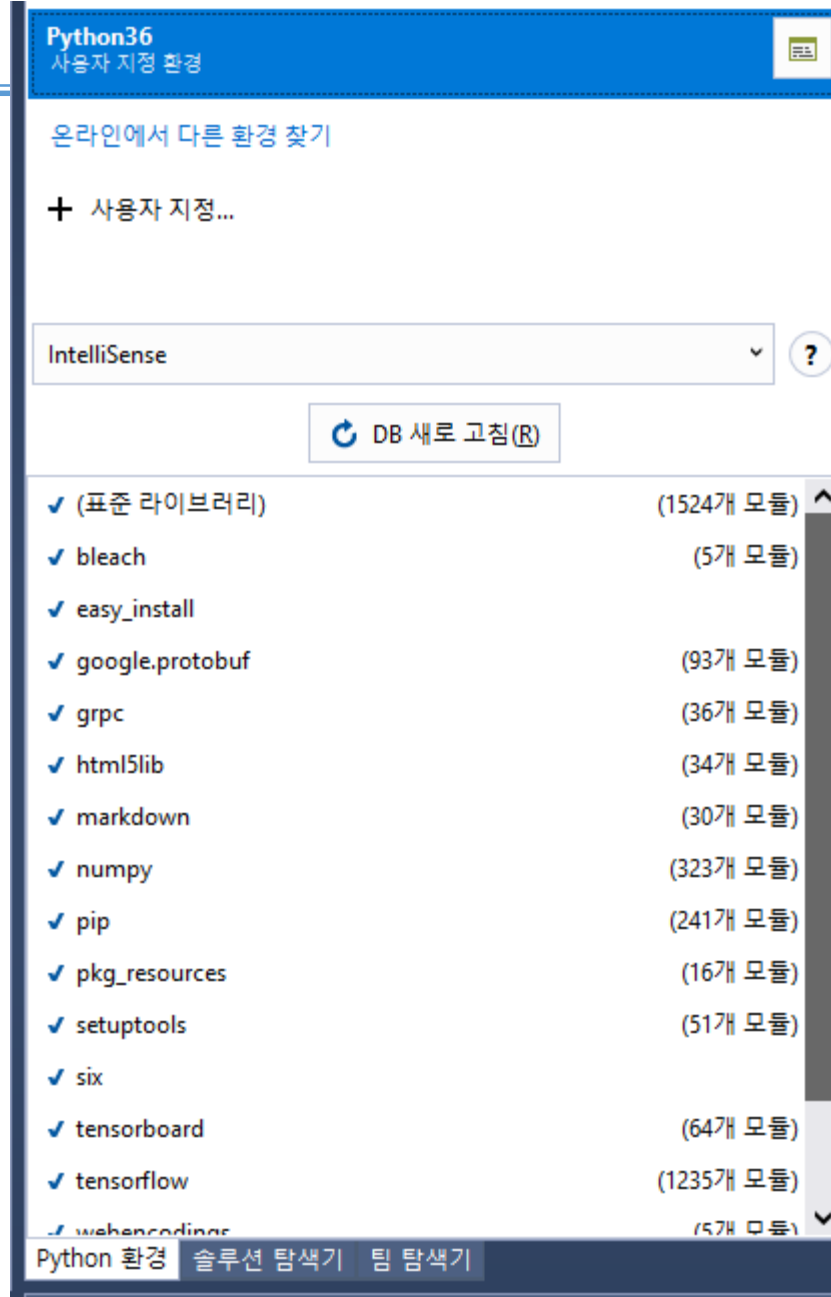 Python36
사용자 지정 환경
온라인에서 다른 환경 찾기
+ 사용자 지정...
IntelliSense ?
DB 새로 고침(R)
(표준 라이브러리) (1524개 모듈)
bleach (5개 모듈)
easy_install
google.protobuf (93개 모듈)
grpc (36개 모듈)
html5lib (34개 모듈)
markdown (30개 모듈)
numpy (323개 모듈)
pip (241개 모듈)
pkg_resources (16개 모듈)
setuptools (51개 모듈)
six
tensorboard (64개 모듈)
tensorflow (1235개 모듈)
webencodings (5개 모듈)
Python 환경 솔루션 탐색기 팀 탐색기